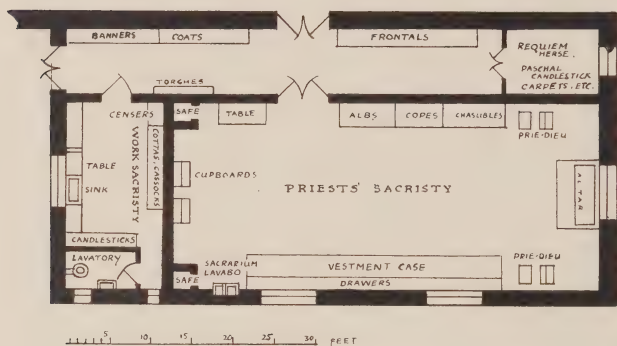 BANNERS COATS FRONTALS
REQUIEM
HERSE.
PASCHAL
CANDLESTICK
CARPETS, ETC.
TORCHES
CENSERS
SAFE
TABLE
ALBS COPES CHASUBLES
PRIE-DIEU
COTTAS, CASSOCKS
WORK SACRISTY
TABLE
SINK
CUPBOARDS
PRIESTS' SACRISTY
ALTAR
CANDLESTICKS
LAVATORY
SACRARIUM
LAVABO
SAFE
VESTMENT CASE
DRAWERS
PRIE-DIEU
5 10 15 20 25 30 FEET